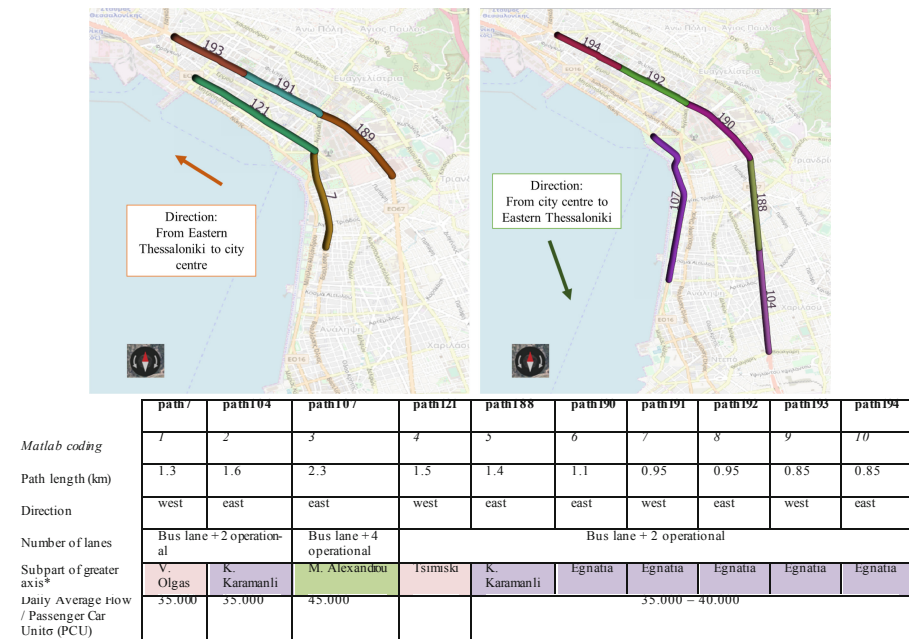 193
191
121
189
7
Direction:
From Eastern
Thessaloniki to city
centre
194
192
190
107
188
104
Direction:
From city centre to
Eastern Thessaloniki
path7 path104 path107 path121 path188 path190 path191 path192 path193 path194
Matlab coding 1 2 3 4 5 6 7 8 9 10
Path length (km) 1.3 1.6 2.3 1.5 1.4 1.1 0.95 0.95 0.85 0.85
Direction west east east west east east west east west east
Number of lanes Bus lane + 2 operation-
al Bus lane + 4
operational Bus lane + 2 operational
Subpart of greater
axis* V.
Olgas K.
Karamanli M. Alexandrou Tsimiski K.
Karamanli Egnatia Egnatia Egnatia Egnatia Egnatia
Daily Average Flow
/ Passenger Car
Unitσ (PCU) 35.000 35.000 45.000 35.000 – 40.000